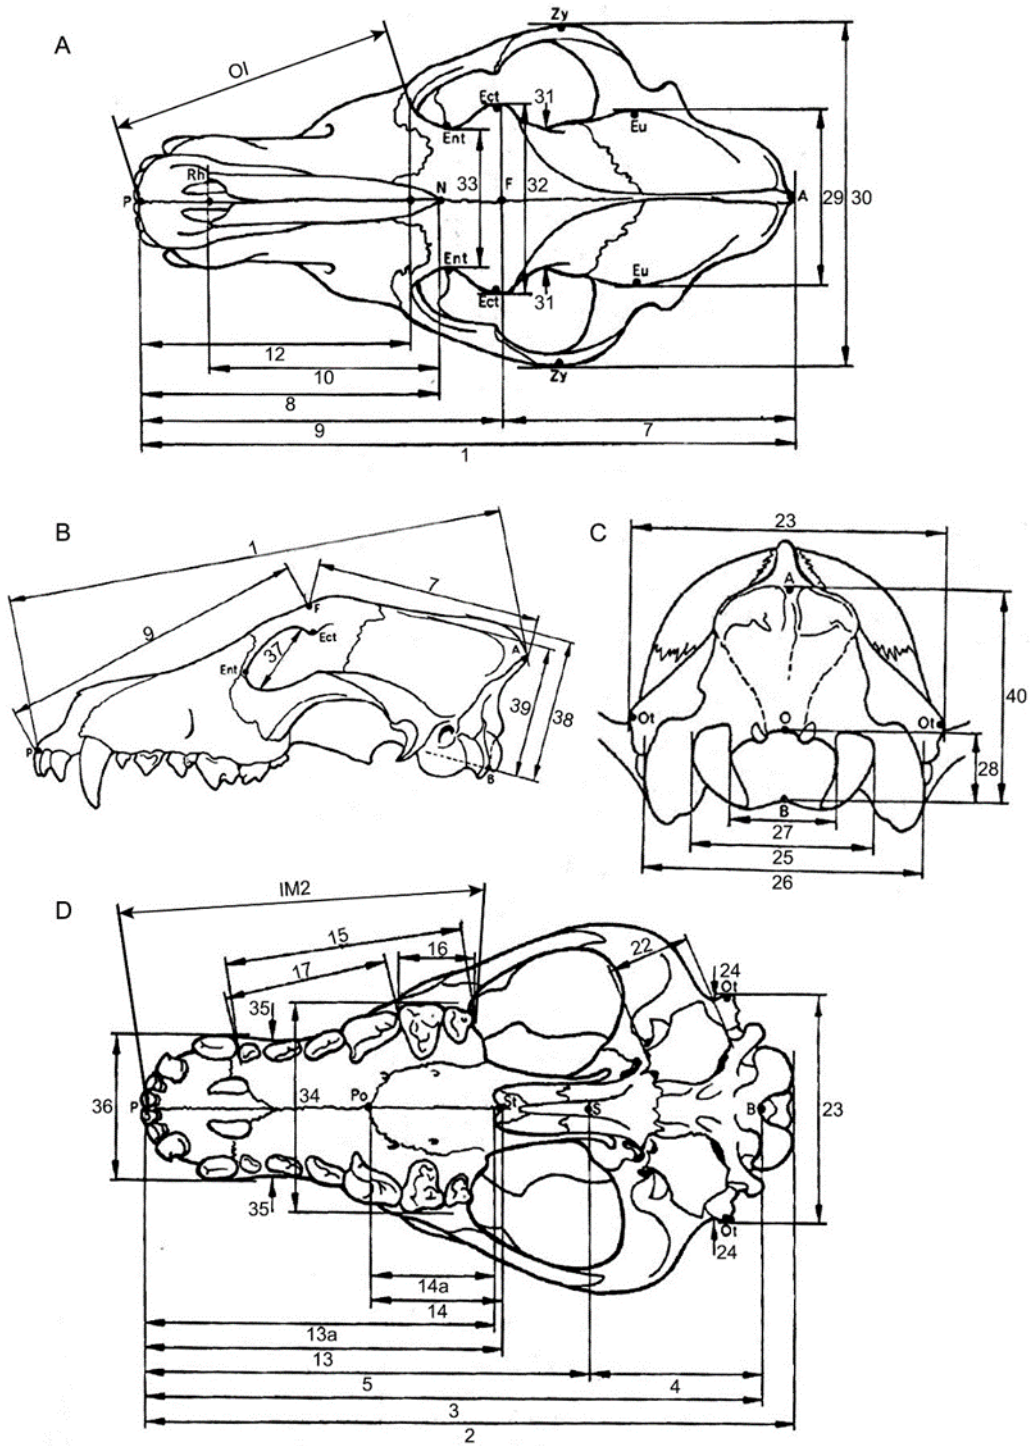 A
Zy
OI
Ect
31
Eu
Ent
Rh
P
N
33
F
32
A
29
30
Ent
Ect
31
Eu
Zy
12
10
8
9
7
1
B
1
7
9
F
Ect
37
Ent
A
39
38
P
B
C
23
A
40
Ot
O
Ot
28
B
27
25
26
D
IM2
15
16
17
22
35
24
Ot
36
P
34
Po
St
S
B
23
35
Ot
24
14a
14
13a
13
5
4
3
2